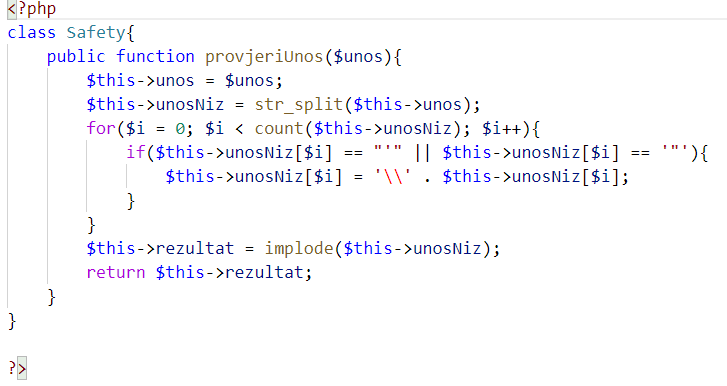 <?php
class Safety{
    public function provjeriUnos($unos){
        $this->unos = $unos;
        $this->unosNiz = str_split($this->unos);
        for($i = 0; $i < count($this->unosNiz); $i++){
            if($this->unosNiz[$i] == "'" || $this->unosNiz[$i] == '"'){
                $this->unosNiz[$i] = '\\' . $this->unosNiz[$i];
            }
        }
        $this->rezultat = implode($this->unosNiz);
        return $this->rezultat;
    }
}
?>